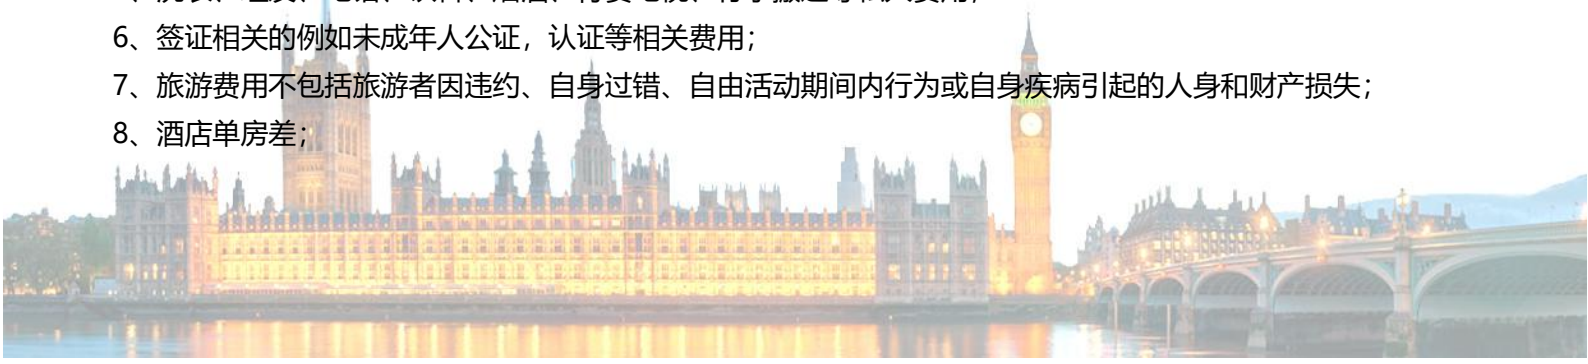 6、签证相关的例如未成年人公证，认证等相关费用；
7、旅游费用不包括旅游者因违约、自身过错、自由活动期间内行为或自身疾病引起的人身和财产损失；
8、酒店单房差；